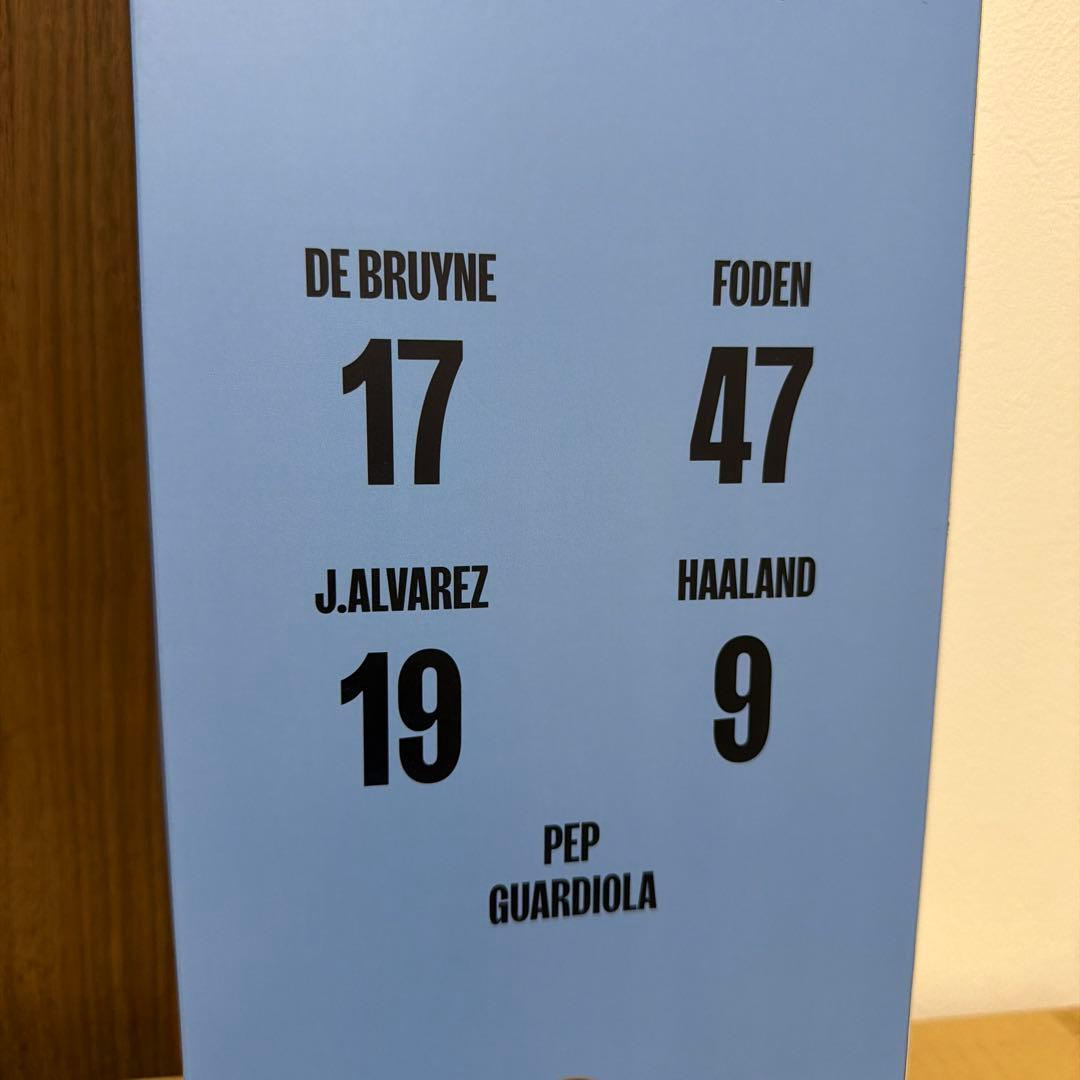 DE BRUYNE
17
FODEN
47
J.ALVAREZ
19
HAALAND
9
PEP
GUARDIOLA